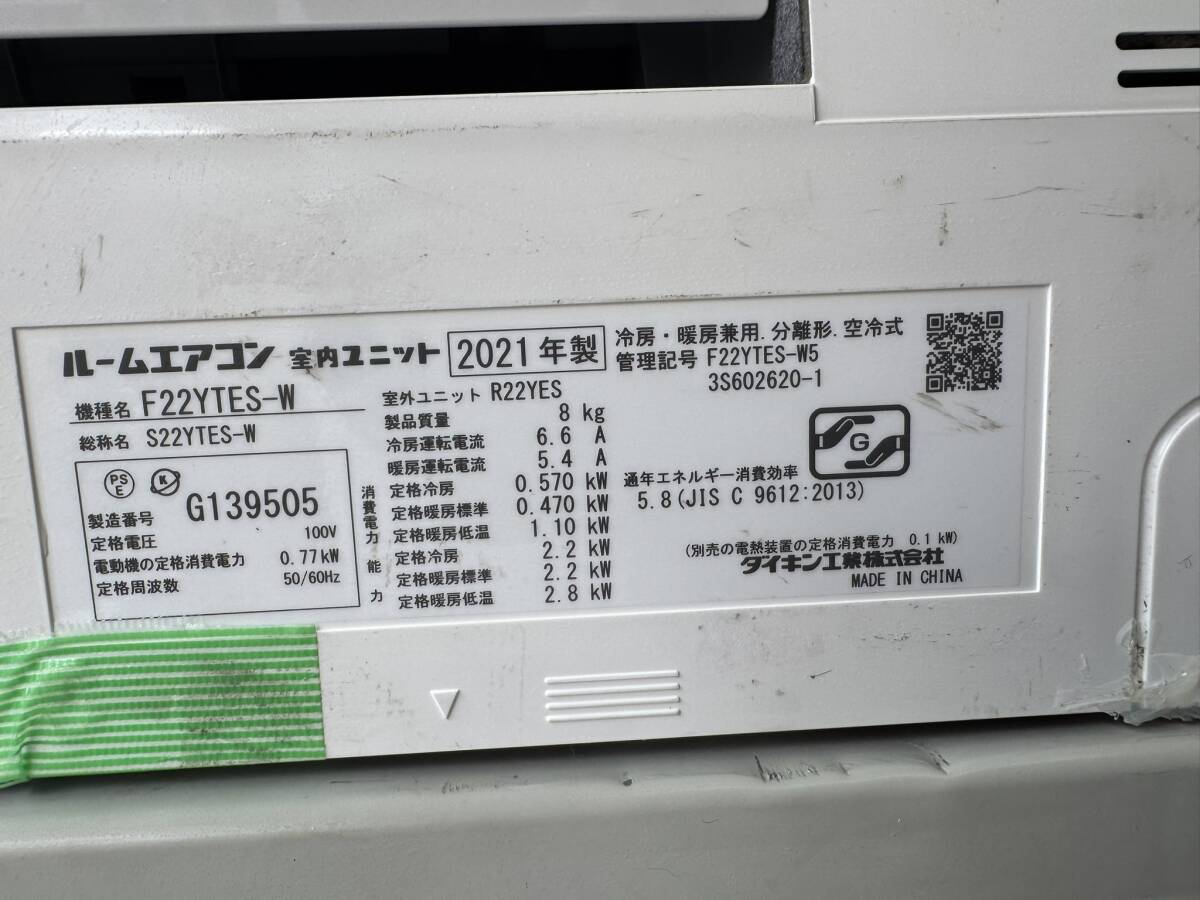 ルームエアコン 室内ユニット 2021年製
冷房・暖房兼用.分離形.空冷式
管理記号 F22YTES-W5
3S602620-1
機種名 F22YTES-W
総称名 S22YTES-W
PS
E
K
製造番号 G139505
定格電圧 100V
電動機の定格消費電力 0.77kW
定格周波数 50/60Hz
室外ユニット R22YES
製品質量 8 kg
冷房運転電流 6.6 A
暖房運転電流 5.4 A
消費電力
定格冷房 0.570 kW
定格暖房標準 0.470 kW
定格暖房低温 1.10 kW
能力
定格冷房 2.2 kW
定格暖房標準 2.2 kW
定格暖房低温 2.8 kW
G
通年エネルギー消費効率
5.8(JIS C 9612:2013)
(別売の電熱装置の定格消費電力 0.1 kW)
ダイキン工業株式会社
MADE IN CHINA